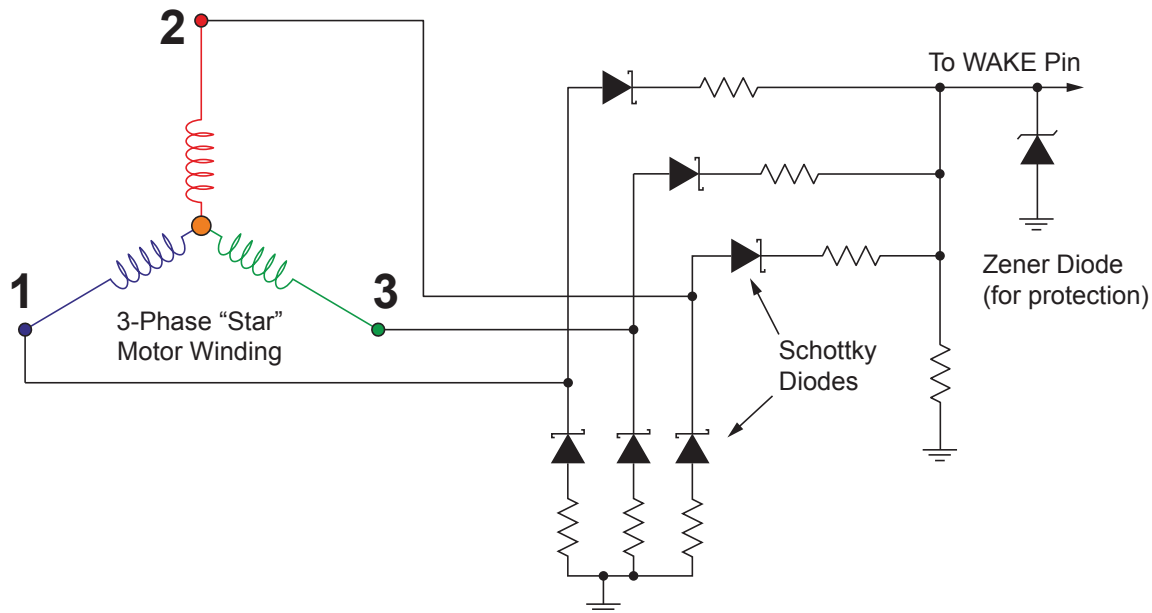 2
To WAKE Pin
1
3
3-Phase “Star”
Motor Winding
Zener Diode
(for protection)
Schottky
Diodes